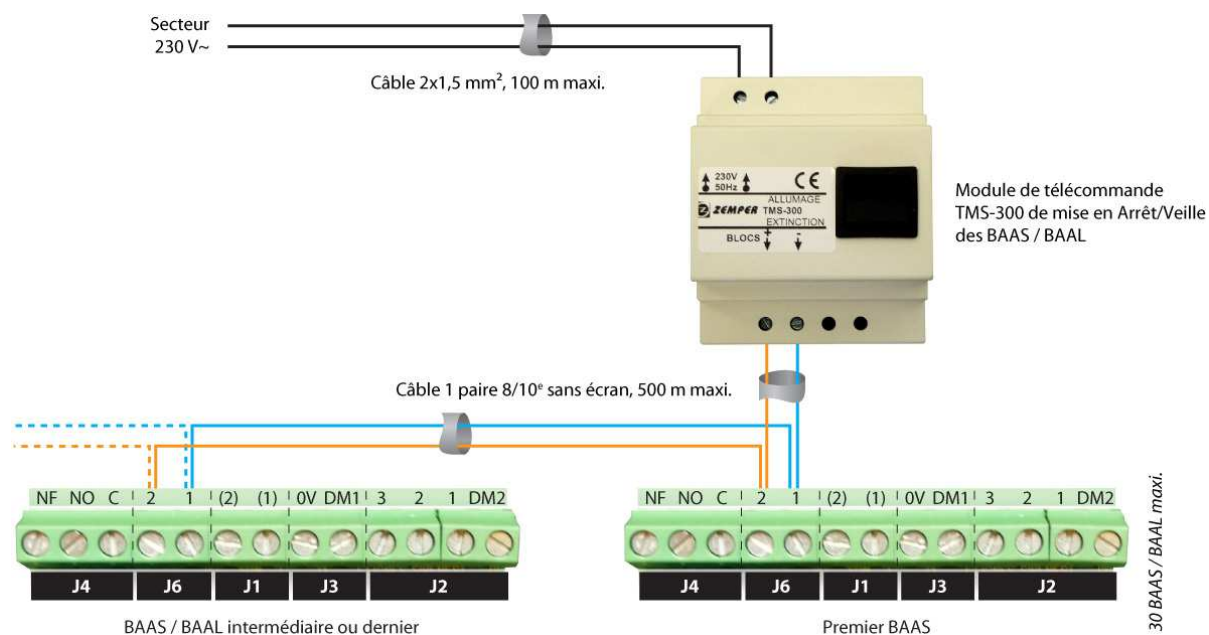 Secteur
230 V~
Câble 2x1,5 mm², 100 m maxi.
230V
50Hz
CE
ALLUMAGE
ZEMPER TMS-300
EXTINCTION
BLOCS + -
Module de télécommande
TMS-300 de mise en Arrêt/Veille
des BAAS / BAAL
Câble 1 paire 8/10e sans écran, 500 m maxi.
NF NO C 2 1 (2) (1) 0V DM1 3 2 1 DM2
J4 J6 J1 J3 J2
BAAS / BAAL intermédiaire ou dernier
NF NO C 2 1 (2) (1) 0V DM1 3 2 1 DM2
J4 J6 J1 J3 J2
Premier BAAS
30 BAAS / BAAL maxi.